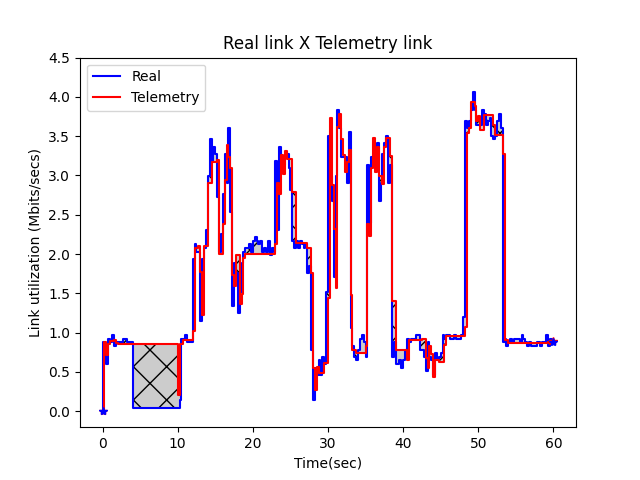 Real link X Telemetry link
Real
Telemetry
Link utilization (Mbits/secs)
4.5
4.0
3.5
3.0
2.5
2.0
1.5
1.0
0.5
0.0
0 10 20 30 40 50 60
Time(sec)